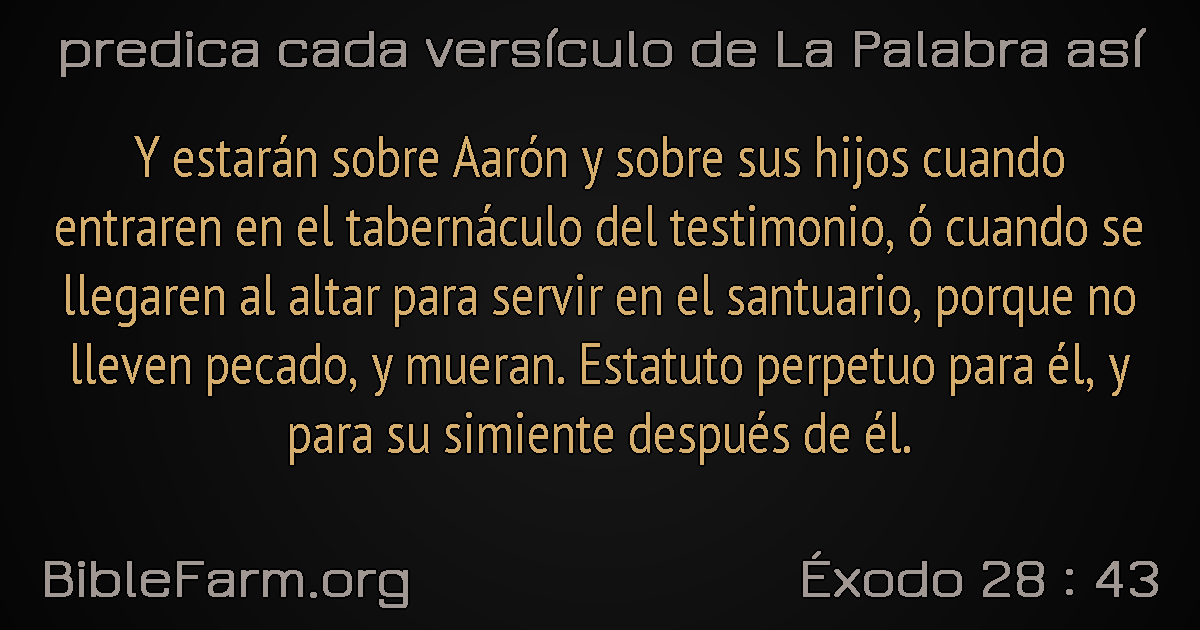 predica cada versículo de La Palabra así
Y estarán sobre Aarón y sobre sus hijos cuando
entraren en el tabernáculo del testimonio, ó cuando se
llegaren al altar para servir en el santuario, porque no
lleven pecado, y mueran. Estatuto perpetuo para él, y
para su simiente después de él.
BibleFarm.org
Éxodo 28 : 43